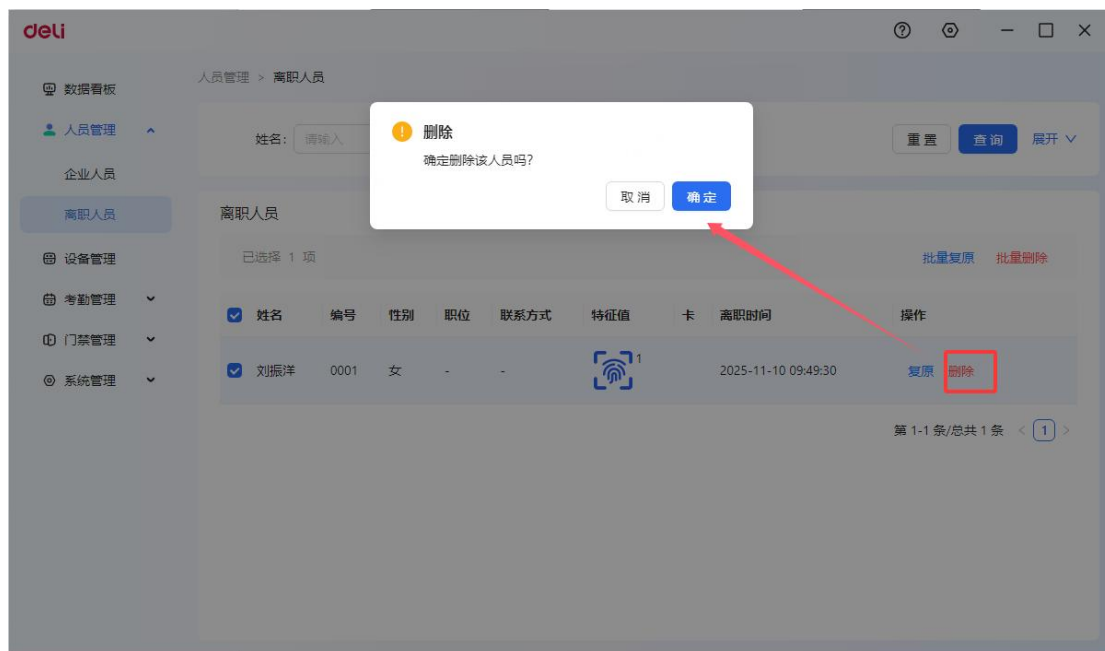 deli
数据看板
人员管理
企业人员
离职人员
设备管理
考勤管理
门禁管理
系统管理
人员管理 > 离职人员
姓名: 请输入
重置 查询 展开
删除
确定删除该人员吗?
取消 确定
离职人员
已选择 1 项
批量复原 批量删除
姓名 编号 性别 职位 联系方式 特征值 卡 离职时间 操作
刘振洋 0001 女 - - 1 2025-11-10 09:49:30 复原 删除
第 1-1 条/总共 1 条 < 1 >